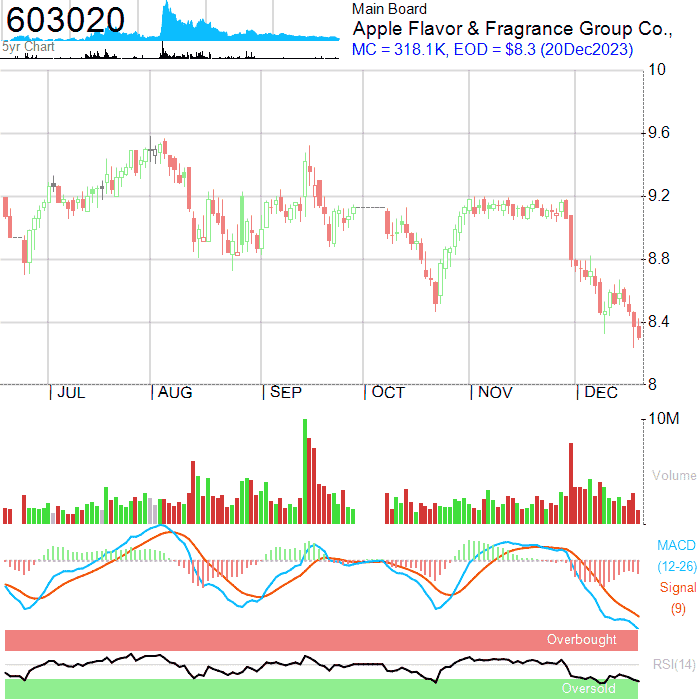 603020
5yr Chart
Main Board
Apple Flavor & Fragrance Group Co.,
MC = 318.1K, EOD = $8.3 (20Dec2023)
10
9.6
9.2
8.8
8.4
8
JUL AUG SEP OCT NOV DEC
10M
Volume
MACD
(12-26)
Signal
(9)
Overbought
RSI(14)
Oversold